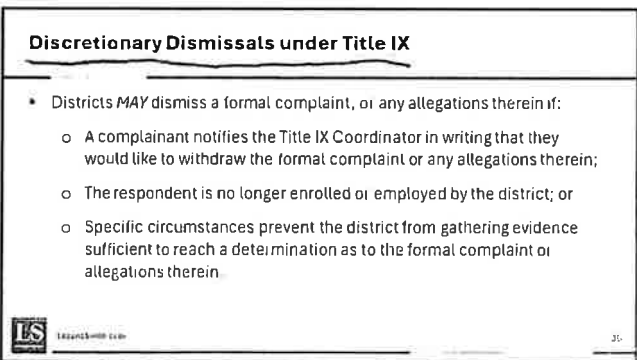 Discretionary Dismissals under Title IX
• Districts MAY dismiss a formal complaint, or any allegations therein if:
o A complainant notifies the Title IX Coordinator in writing that they
would like to withdraw the formal complaint or any allegations therein;
o The respondent is no longer enrolled or employed by the district; or
o Specific circumstances prevent the district from gathering evidence
sufficient to reach a determination as to the formal complaint or
allegations therein
LS